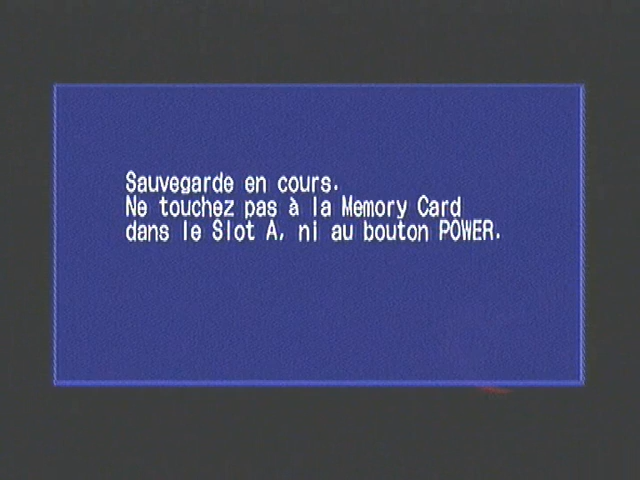 Sauvegarde en cours.
Ne touchez pas à la Memory Card
dans le Slot A, ni au bouton POWER.